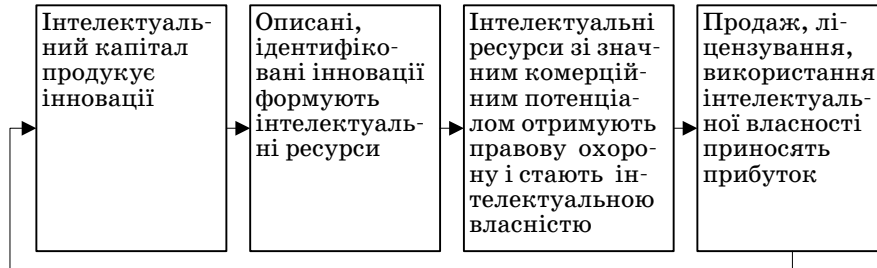 Інтелектуаль-
ний капітал
продукує
інновації
Описані,
ідентифіко-
вані інновації
формують
інтелектуаль-
ні ресурси
Інтелектуальні
ресурси зі знач-
ним комерцій-
ним потенціа-
лом отримують
правову охоро-
ну і стають ін-
телектуальною
власністю
Продаж, лі-
цензування,
використання
інтелектуаль-
ної власності
приносять
прибуток